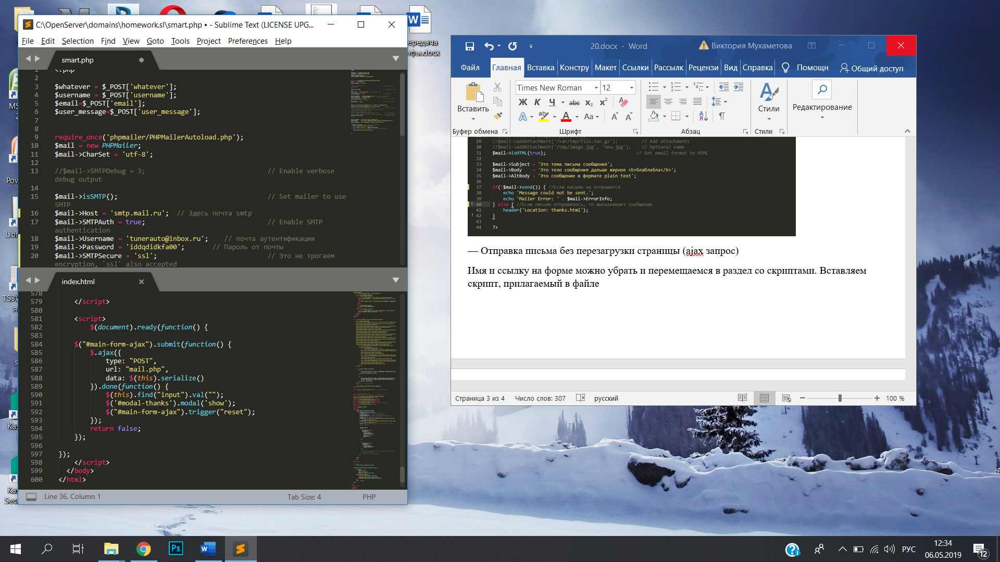 C:\OpenServer\domains\homework.sl\smart.php • - Sublime Text (LICENSE UPG...
File Edit Selection Find View Goto Tools Project Preferences Help
smart.php
1 <?php
2
3 $whatever = $_POST['whatever'];
4 $username = $_POST['username'];
5 $email=$_POST['email'];
6 $user_message=$_POST['user_message'];
7
8
9 require_once('phpmailer/PHPMailerAutoload.php');
10 $mail = new PHPMailer;
11 $mail->CharSet = 'utf-8';
12
13 //$mail->SMTPDebug = 3; // Enable verbose
debug output
14
15 $mail->isSMTP(); // Set mailer to use
SMTP
16 $mail->Host = 'smtp.mail.ru'; // Здесь почта smtp
17 $mail->SMTPAuth = true; // Enable SMTP
authentication
18 $mail->Username = 'tunerauto@inbox.ru'; // почта аутентификации
19 $mail->Password = 'iddqdidkfa00'; // Пароль от почты
20 $mail->SMTPSecure = 'ssl'; // Это не трогаем
encryption, `ssl` also accepted
index.html
578
579 </script>
580
581 <script>
582 $(document).ready(function() {
583
584 $("#main-form-ajax").submit(function() {
585 $.ajax({
586 type: "POST",
587 url: "mail.php",
588 data: $(this).serialize()
589 }).done(function() {
590 $(this).find("input").val("");
591 $('#modal-thanks').modal('show');
592 $("#main-form-ajax").trigger("reset");
593 });
594 return false;
595 });
596
597 });
598 </script>
599 </body>
600 </html>
Line 36, Column 1 Tab Size: 4 PHP
20.docx - Word Виктория Мухаметова
Файл Главная Вставка Констру Макет Ссылки Рассылк Рецензи Вид Справка Помощн Общий доступ
Times New Roman 12
Вставить
Ж К Ч abc x₂ x²
Aa
Стили
Редактирование
Буфер обмена Шрифт Абзац Стили
29 //$mail->addAttachment('/var/tmp/file.tar.gz'); // Add attachments
30 //$mail->addAttachment('/tmp/image.jpg', 'new.jpg'); // Optional name
31 $mail->isHTML(true); // Set email format to HTML
32
33 $mail->Subject = 'Это тема письма сообщения';
34 $mail->Body = 'Это тело сообщения дальше жирное <b>блаблабла</b>';
35 $mail->AltBody = 'Это сообщение в формате plain text';
36
37 if(!$mail->send()) { //Если письмо не отправится
38 echo 'Message could not be sent.';
39 echo 'Mailer Error: ' . $mail->ErrorInfo;
40 } else { //Если письмо отправилось, то выскакивает сообщение
41 header('Location: thanks.html');
42 }
43
44 ?>
— Отправка письма без перезагрузки страницы (ajax запрос)
Имя и ссылку на форме можно убрать и перемещаемся в раздел со скриптами. Вставляем
скрипт, прилагаемый в файле
Страница 3 из 4 Число слов: 307 русский 100 %
РУС
12:34
06.05.2019
12